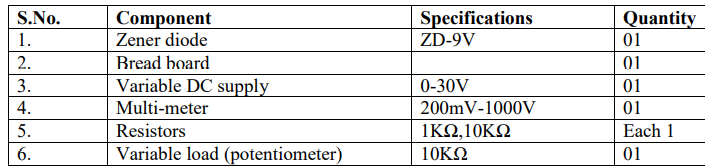 S.No. Component Specifications Quantity
1. Zener diode ZD-9V 01
2. Bread board 01
3. Variable DC supply 0-30V 01
4. Multi-meter 200mV-1000V 01
5. Resistors 1KΩ,10KΩ Each 1
6. Variable load (potentiometer) 10KΩ 01